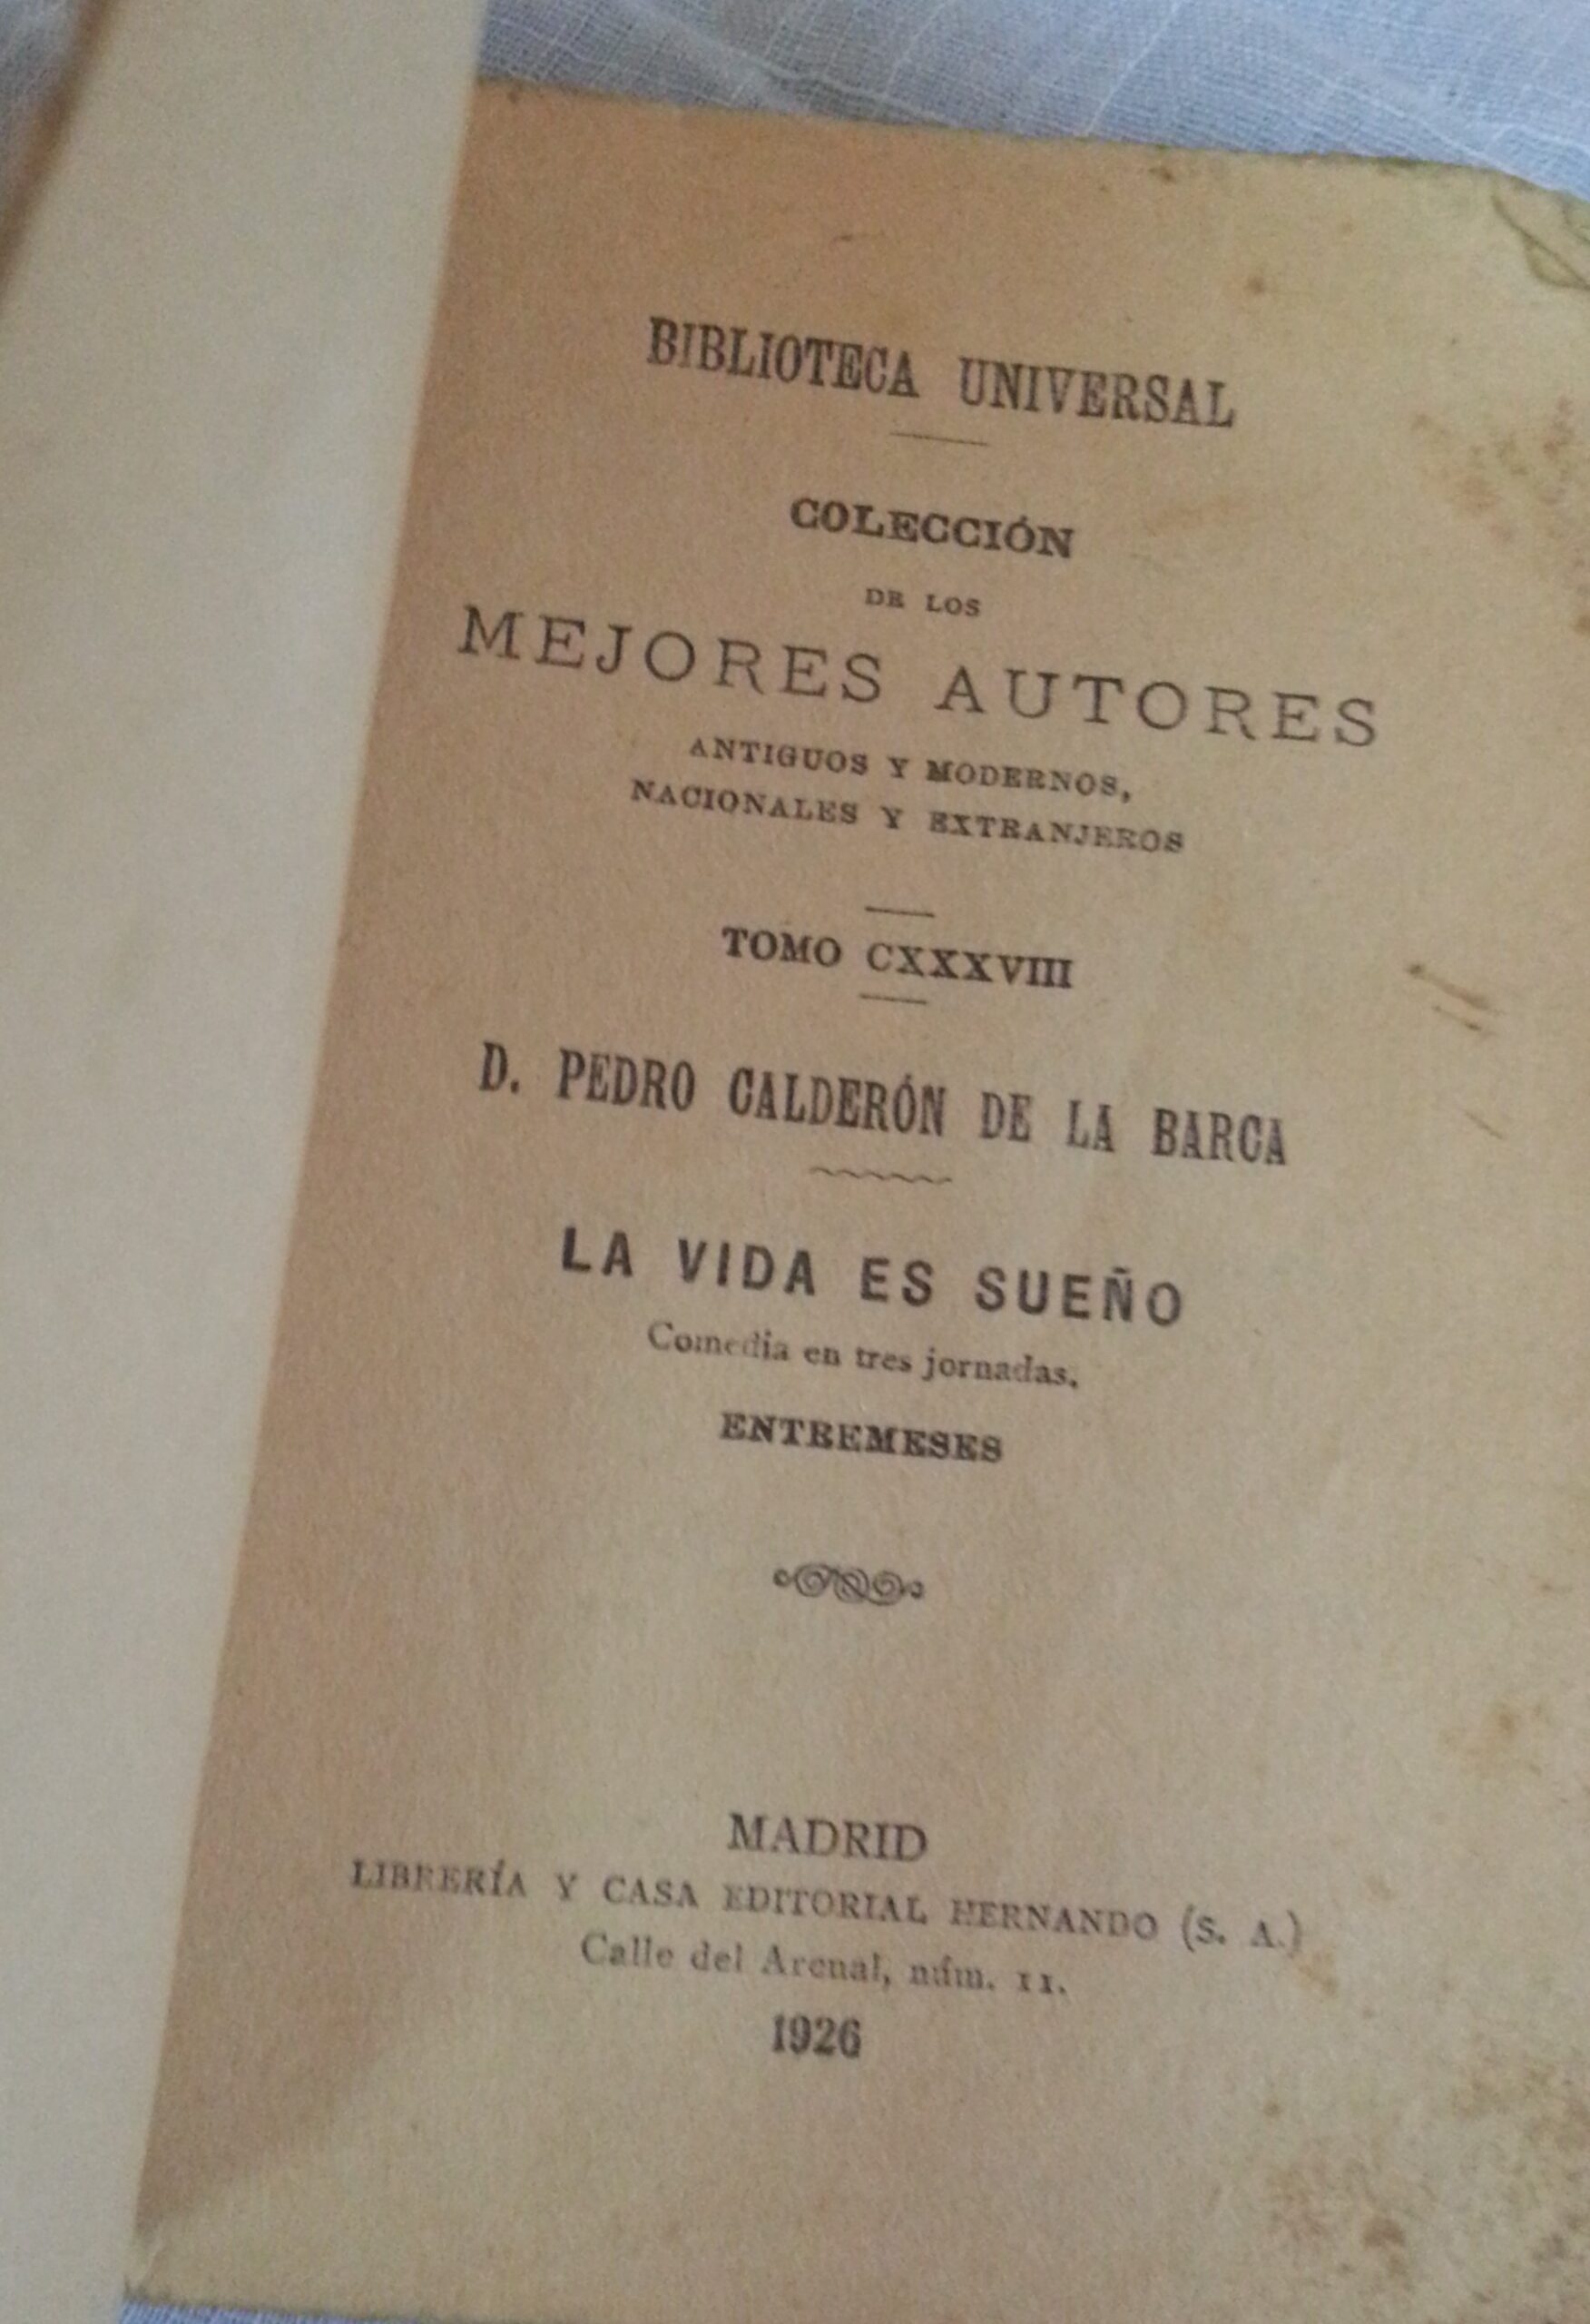 BIBLIOTECA UNIVERSAL
COLECCIÓN
DE LOS
MEJORES AUTORES
ANTIGUOS Y MODERNOS,
NACIONALES Y EXTRANJEROS
TOMO CXXXVIII
D. PEDRO CALDERÓN DE LA BARCA
LA VIDA ES SUEÑO
Comedia en tres jornadas.
ENTREMESES
MADRID
LIBRERÍA Y CASA EDITORIAL HERNANDO (S. A.)
Calle del Arenal, núm. 11.
1926